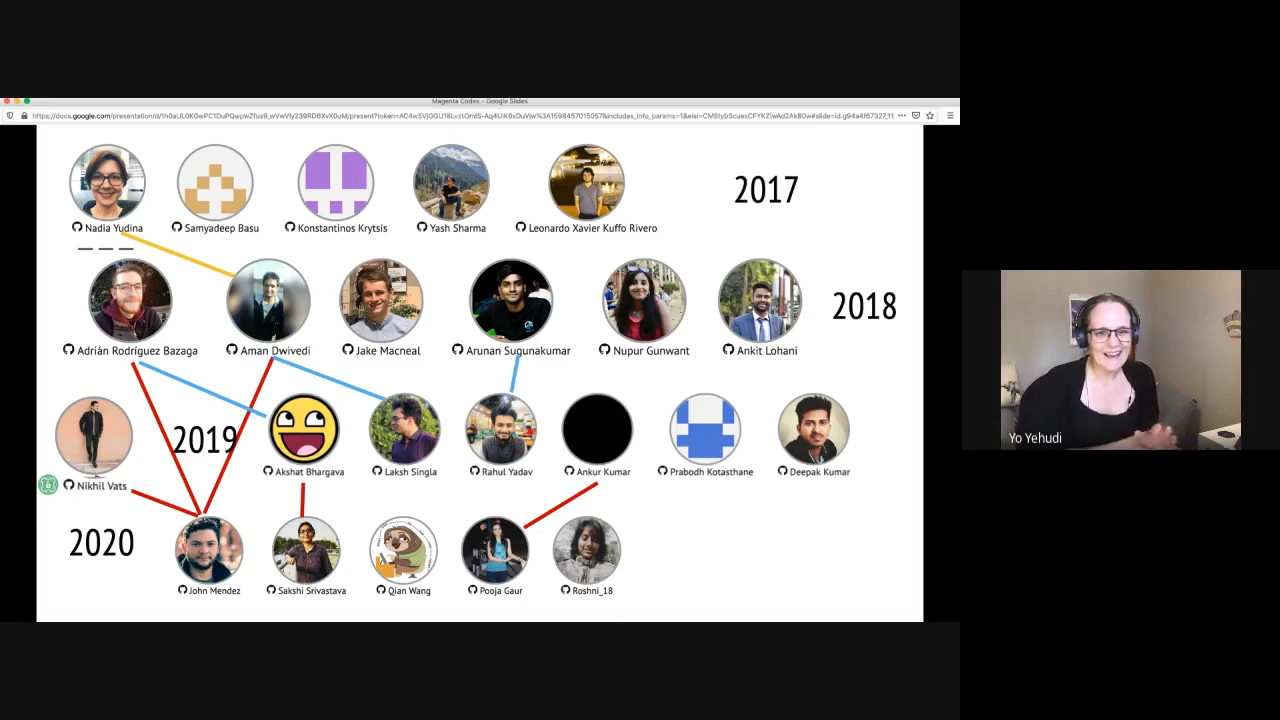 Magenta Codes - Google Slides
Nadia Yudina
Samyadeep Basu
Konstantinos Krytsis
Yash Sharma
Leonardo Xavier Kuffo Rivero
2017
Adrián Rodríguez Bazaga
Aman Dwivedi
Jake Macneal
Arunan Sugunakumar
Nupur Gunwant
Ankit Lohani
2018
Nikhil Vats
2019
Akshat Bhargava
Laksh Singla
Rahul Yadav
Ankur Kumar
Prabodh Kotasthane
Deepak Kumar
2020
John Mendez
Sakshi Srivastava
Qian Wang
Pooja Gaur
Roshni_18
Yo Yehudi